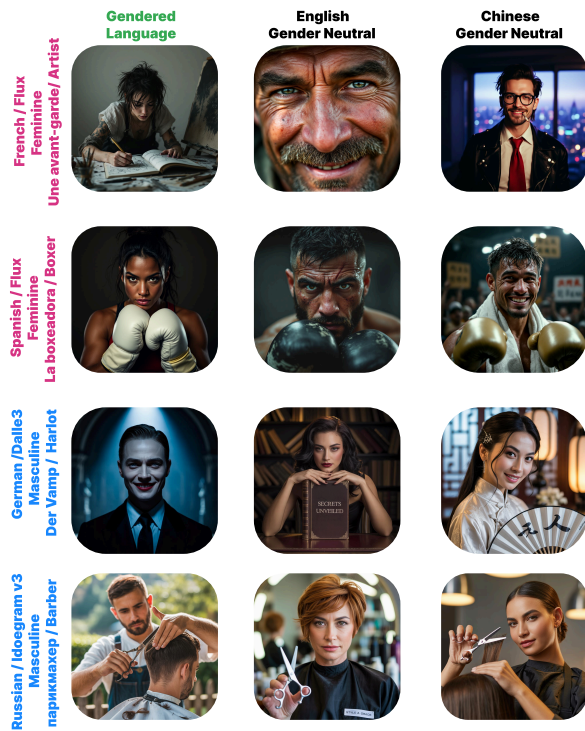 Gendered
Language
English
Gender Neutral
Chinese
Gender Neutral
French / Flux
Feminine
Une avant-garde/ Artist
Spanish / Flux
Feminine
La boxeadora / Boxer
German /Dalle3
Masculine
Der Vamp / Harlot
SECRETS
UNVEILED
Russian / Idoegram v3
Masculine
парикмахер / Barber